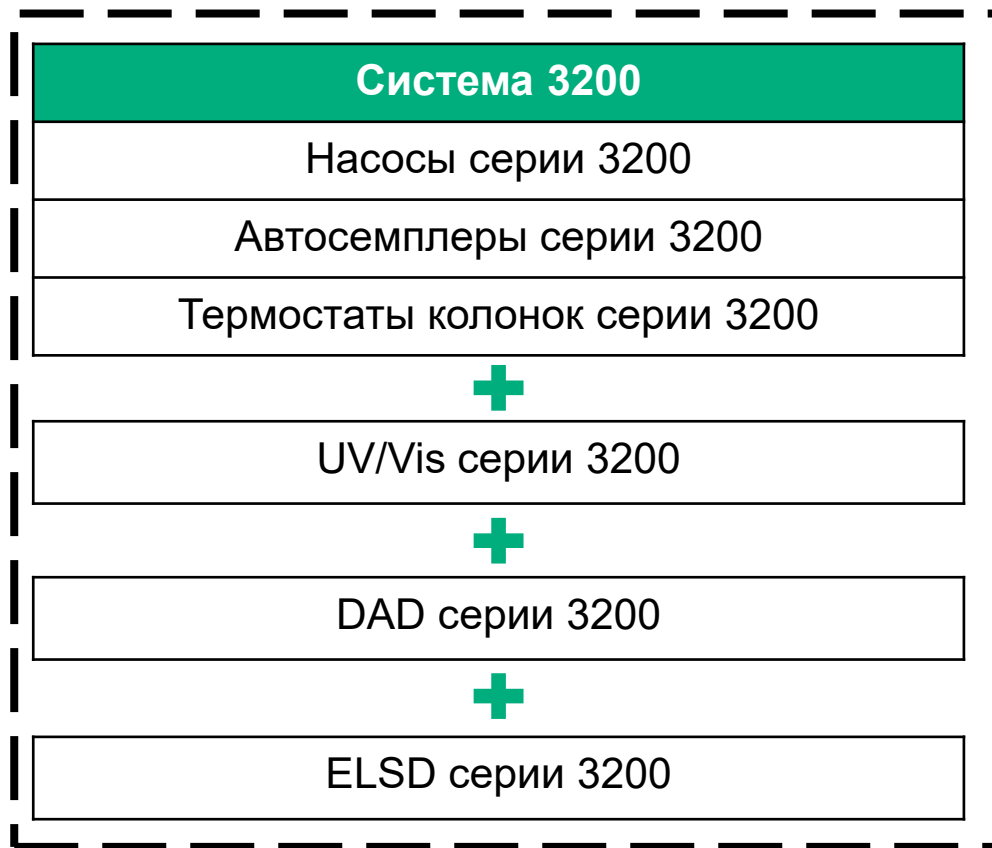 Система 3200
Насосы серии 3200
Автосемплеры серии 3200
Термостаты колонок серии 3200
UV/Vis серии 3200
DAD серии 3200
ELSD серии 3200